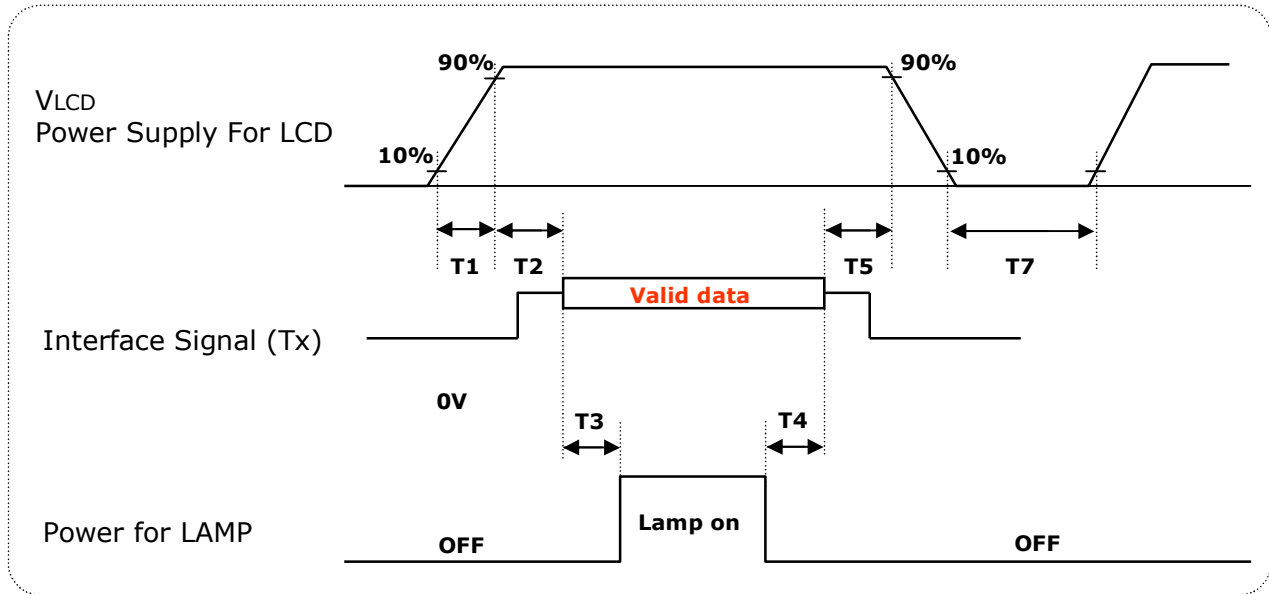 90%
90%
VLCD
Power Supply For LCD
10%
10%
T1
T2
T5
T7
Valid data
Interface Signal (Tx)
0V
T3
T4
Lamp on
Power for LAMP
OFF
OFF